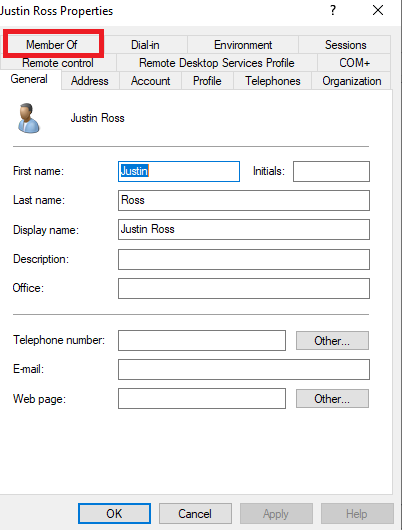 Justin Ross Properties ? ×
Member Of Dial-in Environment Sessions
Remote control Remote Desktop Services Profile COM+
General Address Account Profile Telephones Organization
Justin Ross
First name: Justin Initials:
Last name: Ross
Display name: Justin Ross
Description:
Office:
Telephone number: Other...
E-mail:
Web page: Other...
OK Cancel Apply Help